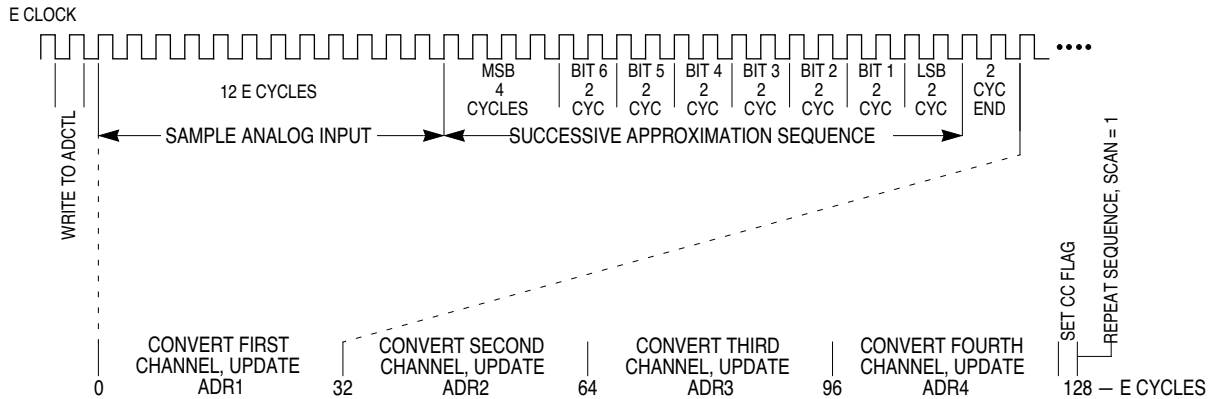 E CLOCK
12 E CYCLES
MSB
4
CYCLES
BIT 6
2
CYC
BIT 5
2
CYC
BIT 4
2
CYC
BIT 3
2
CYC
BIT 2
2
CYC
BIT 1
2
CYC
LSB
2
CYC
2
CYC
END
WRITE TO ADCTL
SAMPLE ANALOG INPUT
SUCCESSIVE APPROXIMATION SEQUENCE
SET CC FLAG
REPEAT SEQUENCE, SCAN = 1
CONVERT FIRST
CHANNEL, UPDATE
ADR1
CONVERT SECOND
CHANNEL, UPDATE
ADR2
CONVERT THIRD
CHANNEL, UPDATE
ADR3
CONVERT FOURTH
CHANNEL, UPDATE
ADR4
0
32
64
96
128 — E CYCLES